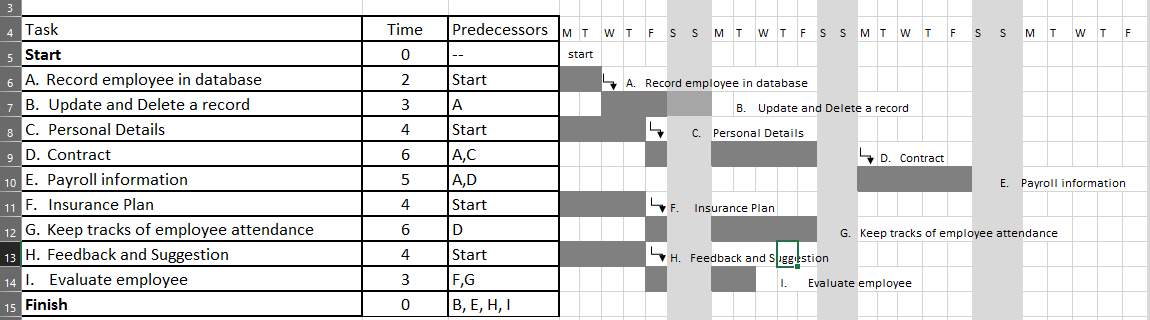 3
4 Task Time Predecessors M T W T F S S M T W T F S S M T W T F S S M T W T F
5 Start 0 -- start
6 A. Record employee in database 2 Start A. Record employee in database
7 B. Update and Delete a record 3 A B. Update and Delete a record
8 C. Personal Details 4 Start C. Personal Details
9 D. Contract 6 A,C D. Contract
10 E. Payroll information 5 A,D E. Payroll information
11 F. Insurance Plan 4 Start F. Insurance Plan
12 G. Keep tracks of employee attendance 6 D G. Keep tracks of employee attendance
13 H. Feedback and Suggestion 4 Start H. Feedback and Suggestion
14 I. Evaluate employee 3 F,G I. Evaluate employee
15 Finish 0 B, E, H, I